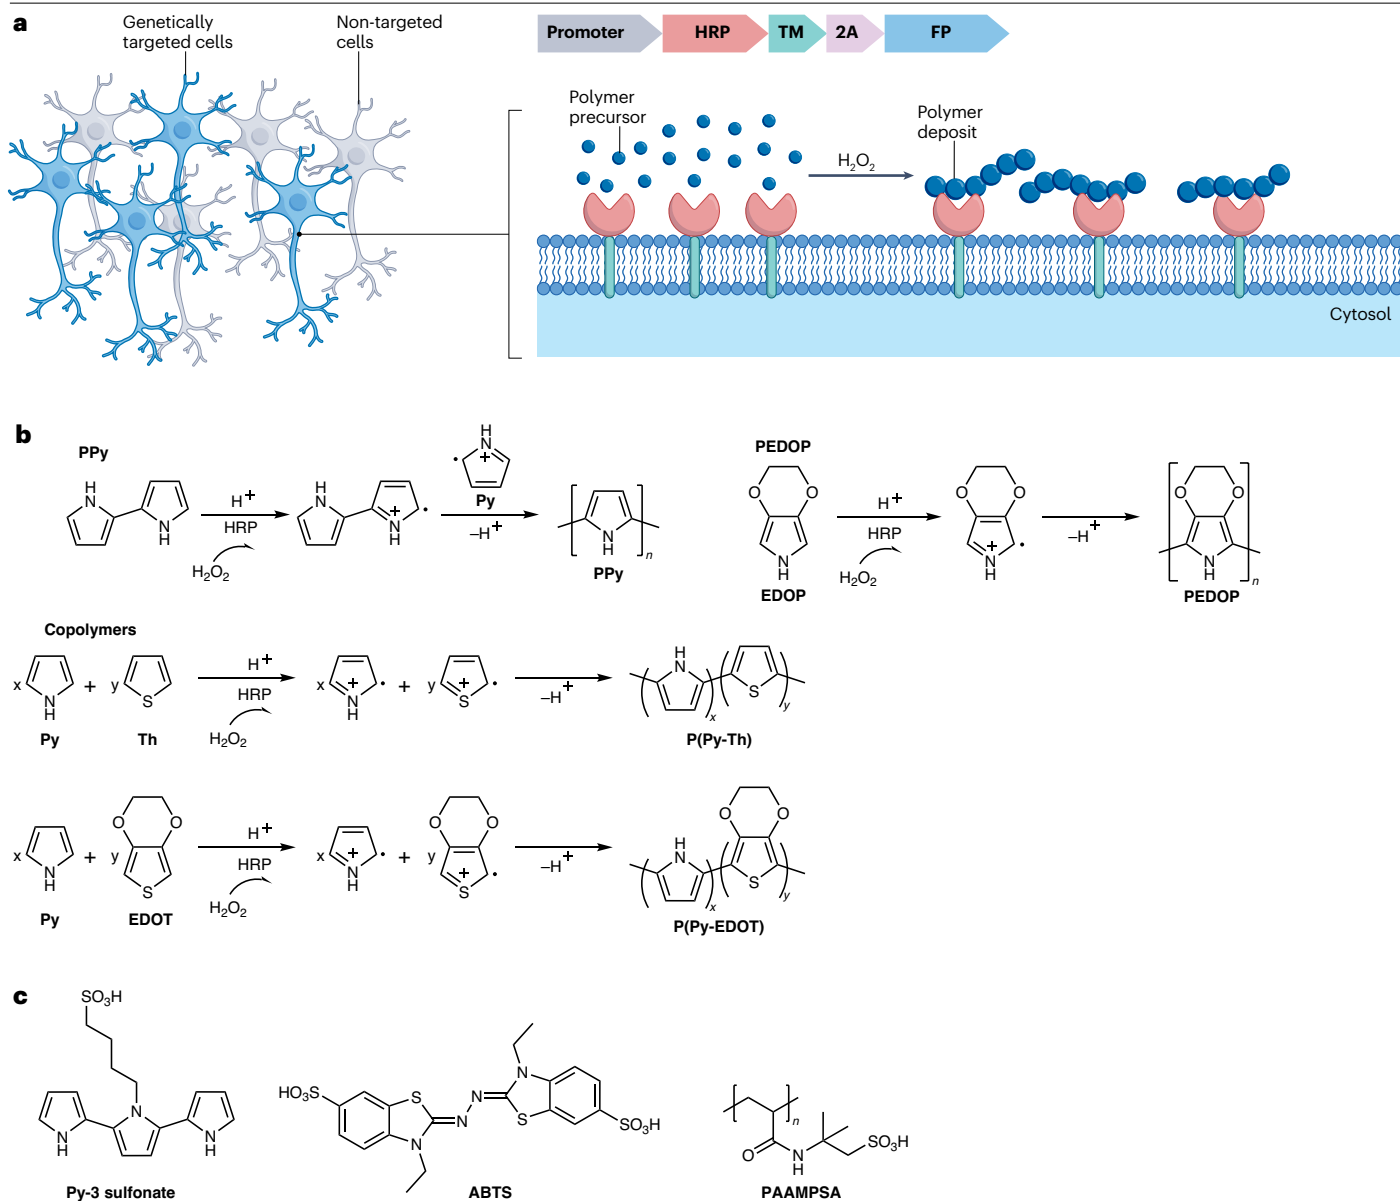 a
Genetically
targeted cells
Non-targeted
cells
Promoter
HRP
TM
2A
FP
Polymer
precursor
H₂O₂
Polymer
deposit
Cytosol
b
PPy
H
N
N
H
H⁺
HRP
H₂O₂
H
N
+
N
H
H
N
+
Py
–H⁺
N
H
n
PPy
PEDOP
O
O
N
H
EDOP
H⁺
HRP
H₂O₂
O
O
+
N
H
–H⁺
O
O
N
H
n
PEDOP
Copolymers
x
N
H
Py
+
y
S
Th
H⁺
HRP
H₂O₂
x
+
N
H
+
y
+
S
–H⁺
H
N
x
S
y
P(Py-Th)
x
N
H
Py
+
y
O
O
S
EDOT
H⁺
HRP
H₂O₂
x
+
N
H
+
y
O
O
+
S
–H⁺
H
N
x
O
O
S
y
P(Py-EDOT)
c
SO₃H
N
H
N
N
H
Py-3 sulfonate
HO₃S
S
N
N
N
N
S
SO₃H
ABTS
n
O
N
H
SO₃H
PAAMPSA